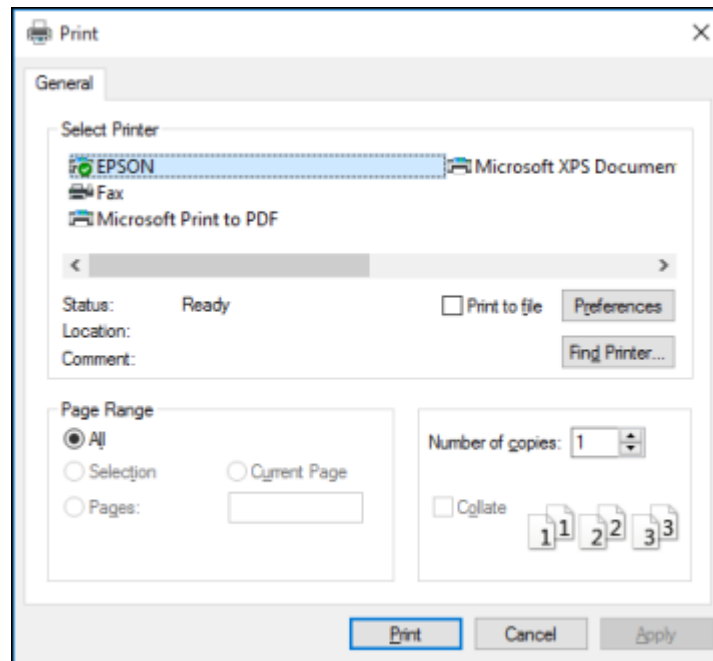 Print
General
Select Printer
EPSON
Microsoft XPS Documen
Fax
Microsoft Print to PDF
Status: Ready
Print to file
Preferences
Location:
Comment:
Find Printer...
Page Range
All
Number of copies: 1
Selection
Current Page
Pages:
Collate
1 1 2 2 3 3
Print
Cancel
Apply